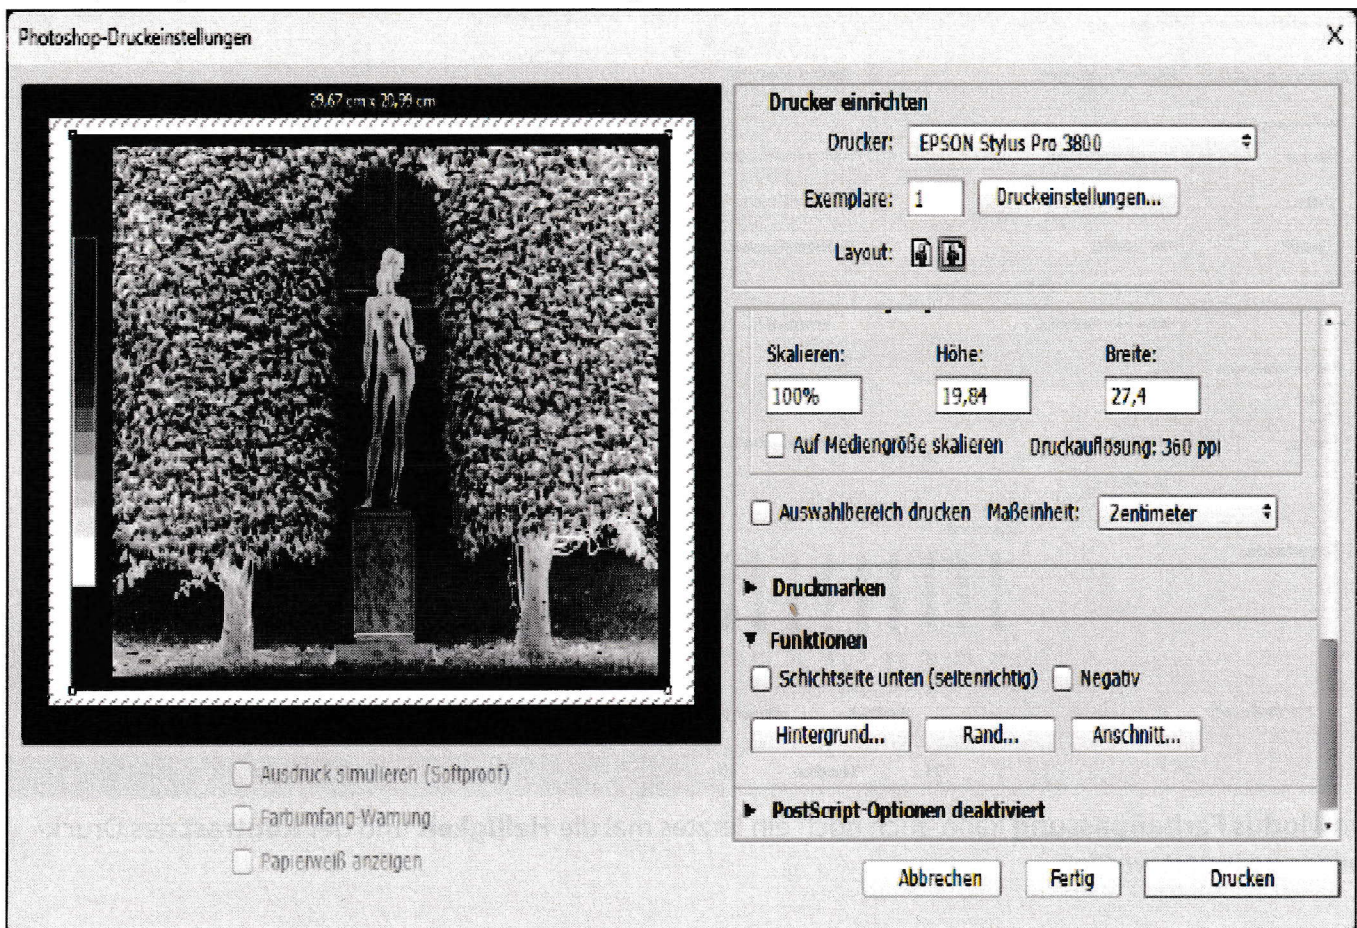 Photoshop-Druckeinstellungen
X
29,67 cm x 20,99 cm
Drucker einrichten
Drucker: EPSON Stylus Pro 3800
Exemplare: 1 Druckeinstellungen...
Layout:
Skalieren: Höhe: Breite:
100% 19,84 27,4
Auf Mediengröße skalieren Druckauflösung: 360 ppi
Auswahlbereich drucken Maßeinheit: Zentimeter
Druckmarken
Funktionen
Schichtseite unten (seitenrichtig) Negativ
Hintergrund... Rand... Anschnitt...
PostScript-Optionen deaktiviert
Ausdruck simulieren (Softproof)
Farbumfang-Warnung
Papierweiß anzeigen
Abbrechen Fertig Drucken